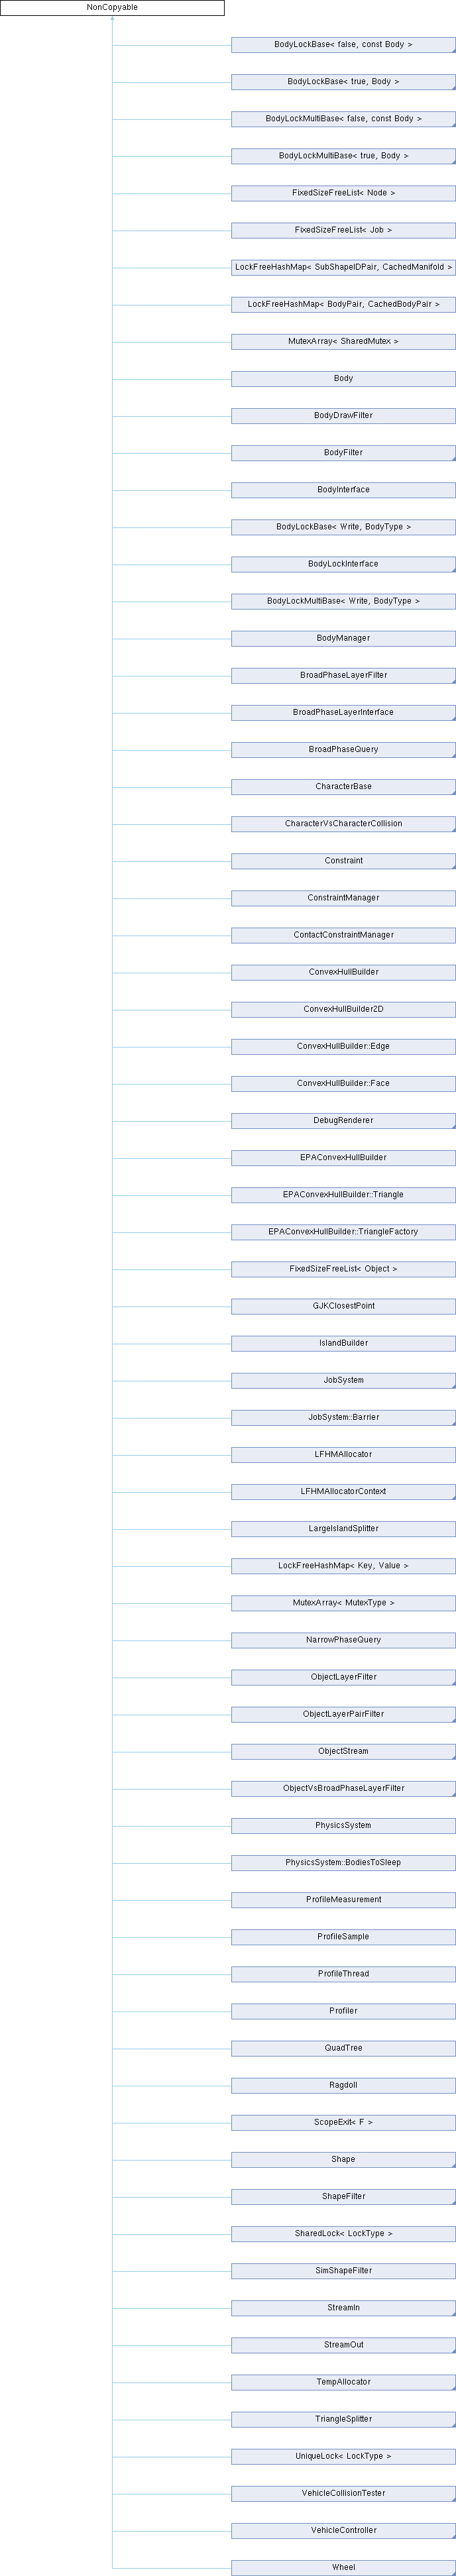 NonCopyable
BodyLockBase< false, const Body >
BodyLockBase< true, Body >
BodyLockMultiBase< false, const Body >
BodyLockMultiBase< true, Body >
FixedSizeFreeList< Node >
FixedSizeFreeList< Job >
LockFreeHashMap< SubShapeIDPair, CachedManifold >
LockFreeHashMap< BodyPair, CachedBodyPair >
MutexArray< SharedMutex >
Body
BodyDrawFilter
BodyFilter
BodyInterface
BodyLockBase< Write, BodyType >
BodyLockInterface
BodyLockMultiBase< Write, BodyType >
BodyManager
BroadPhaseLayerFilter
BroadPhaseLayerInterface
BroadPhaseQuery
CharacterBase
CharacterVsCharacterCollision
Constraint
ConstraintManager
ContactConstraintManager
ConvexHullBuilder
ConvexHullBuilder2D
ConvexHullBuilder::Edge
ConvexHullBuilder::Face
DebugRenderer
EPAConvexHullBuilder
EPAConvexHullBuilder::Triangle
EPAConvexHullBuilder::TriangleFactory
FixedSizeFreeList< Object >
GJKClosestPoint
IslandBuilder
JobSystem
JobSystem::Barrier
LFHMAllocator
LFHMAllocatorContext
LargeIslandSplitter
LockFreeHashMap< Key, Value >
MutexArray< MutexType >
NarrowPhaseQuery
ObjectLayerFilter
ObjectLayerPairFilter
ObjectStream
ObjectVsBroadPhaseLayerFilter
PhysicsSystem
PhysicsSystem::BodiesToSleep
ProfileMeasurement
ProfileSample
ProfileThread
Profiler
QuadTree
Ragdoll
ScopeExit< F >
Shape
ShapeFilter
SharedLock< LockType >
SimShapeFilter
StreamIn
StreamOut
TempAllocator
TriangleSplitter
UniqueLock< LockType >
VehicleCollisionTester
VehicleController
Wheel